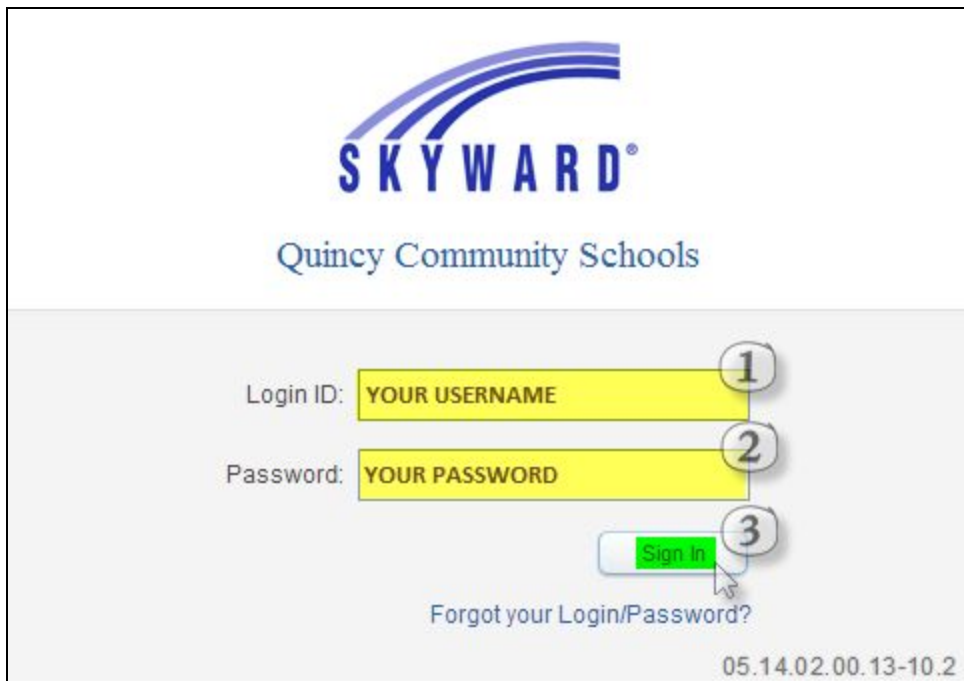 SKYWARD®
Quincy Community Schools
Login ID: YOUR USERNAME 1
Password: YOUR PASSWORD 2
Sign In 3
Forgot your Login/Password?
05.14.02.00.13-10.2